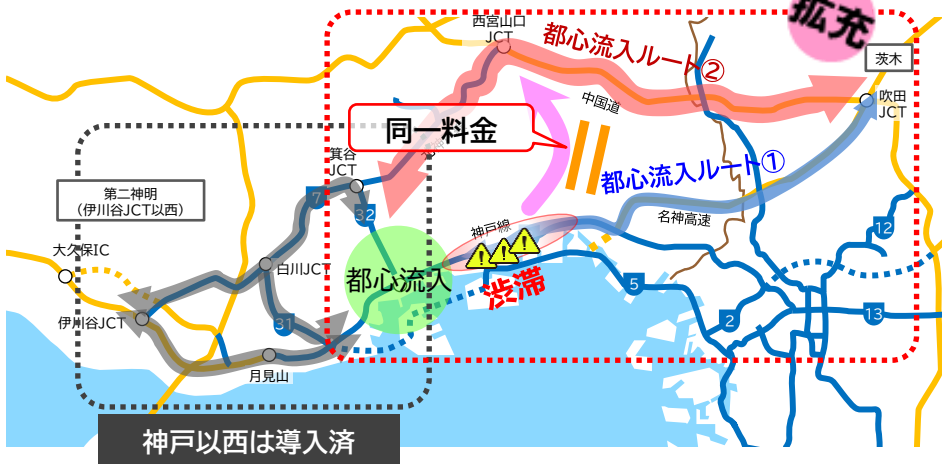 拡充
西宮山口
JCT
都心流入ルート②
茨木
吹田
JCT
中国道
同一料金
箕谷
JCT
都心流入ルート①
第二神明
（伊川谷JCT以西）
7
32
名神高速
神戸線
12
大久保IC
白川JCT
都心流入
渋滞
5
伊川谷JCT
31
2
13
月見山
神戸以西は導入済